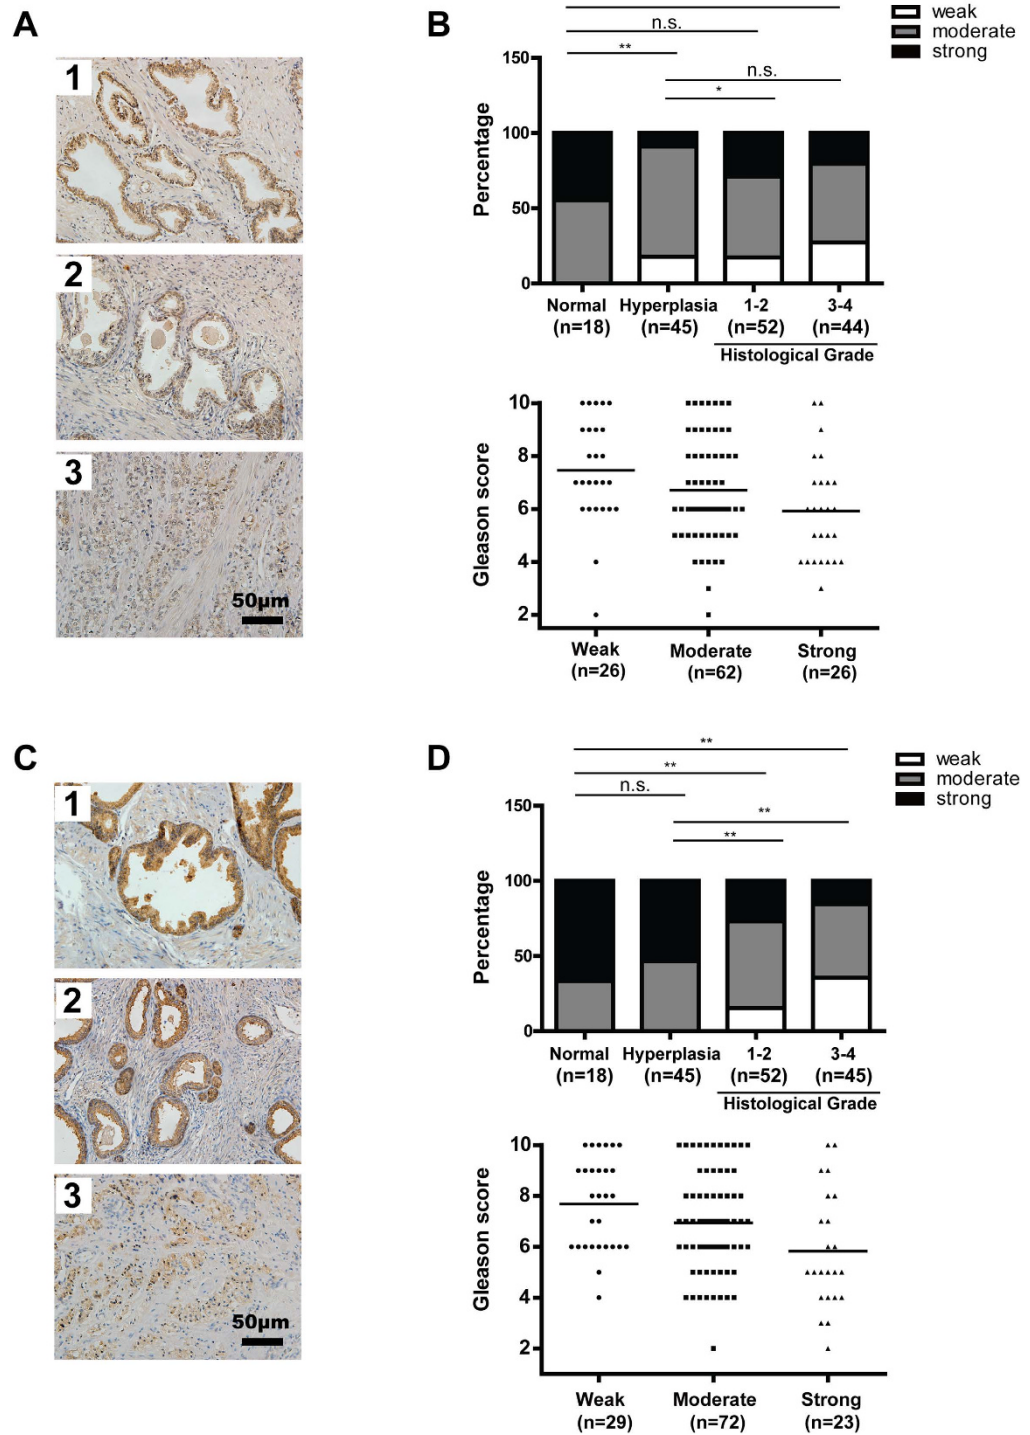 A
1
2
3
50µm
B
weak
moderate
strong
n.s.
**
n.s.
*
150
100
50
0
Percentage
Normal
(n=18)
Hyperplasia
(n=45)
1-2
(n=52)
3-4
(n=44)
Histological Grade
10
8
6
4
2
Gleason score
Weak
(n=26)
Moderate
(n=62)
Strong
(n=26)
C
1
2
3
50µm
D
weak
moderate
strong
**
**
n.s.
**
**
150
100
50
0
Percentage
Normal
(n=18)
Hyperplasia
(n=45)
1-2
(n=52)
3-4
(n=45)
Histological Grade
10
8
6
4
2
Gleason score
Weak
(n=29)
Moderate
(n=72)
Strong
(n=23)